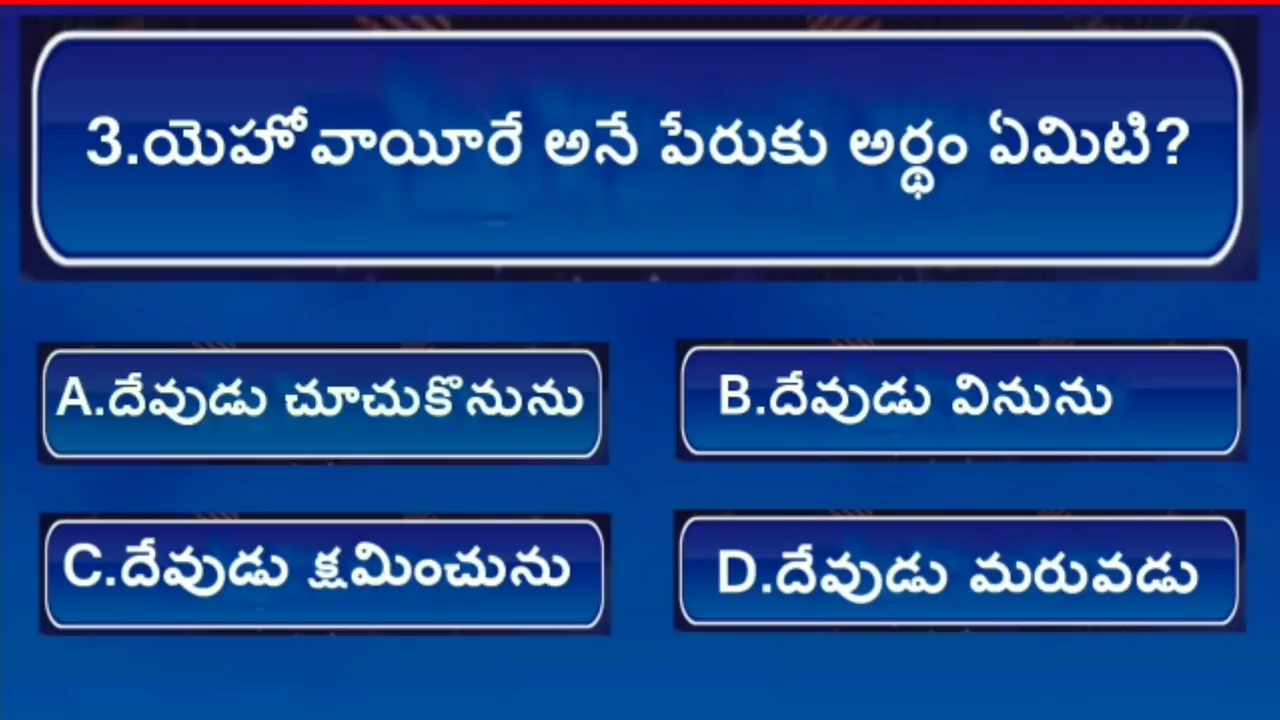 3.యెహోవాయీరే అనే పేరుకు అర్థం ఏమిటి?
A.దేవుడు చూచుకొనును
B.దేవుడు వినును
C.దేవుడు క్షమించును
D.దేవుడు మరువడు